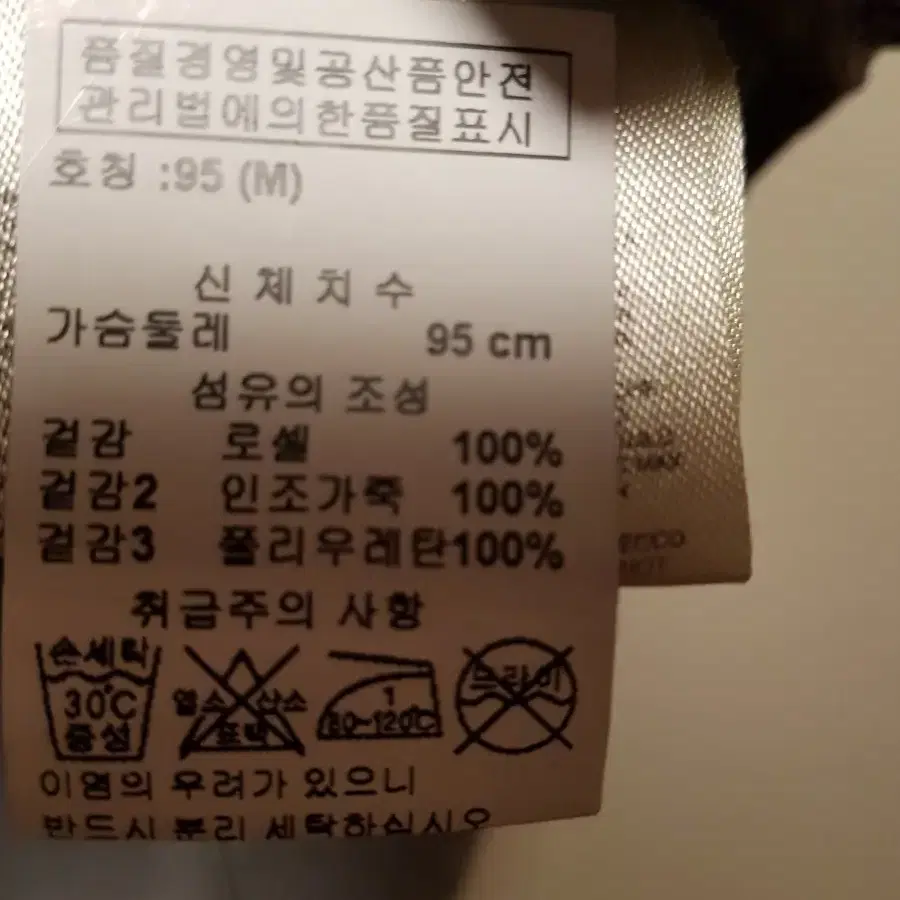 품질경영및공산품안전
관리법에의한품질표시
호칭 :95 (M)
신 체 치 수
가슴둘레 95 cm
섬유의 조성
겉감 로셀 100%
겉감2 인조가죽 100%
겉감3 폴리우레탄100%
취급주의 사항
손세탁 30°C 중성
염소 산소 표백
1 80~120℃
드라이
이염의 우려가 있으니
반드시 분리 세탁하십시오